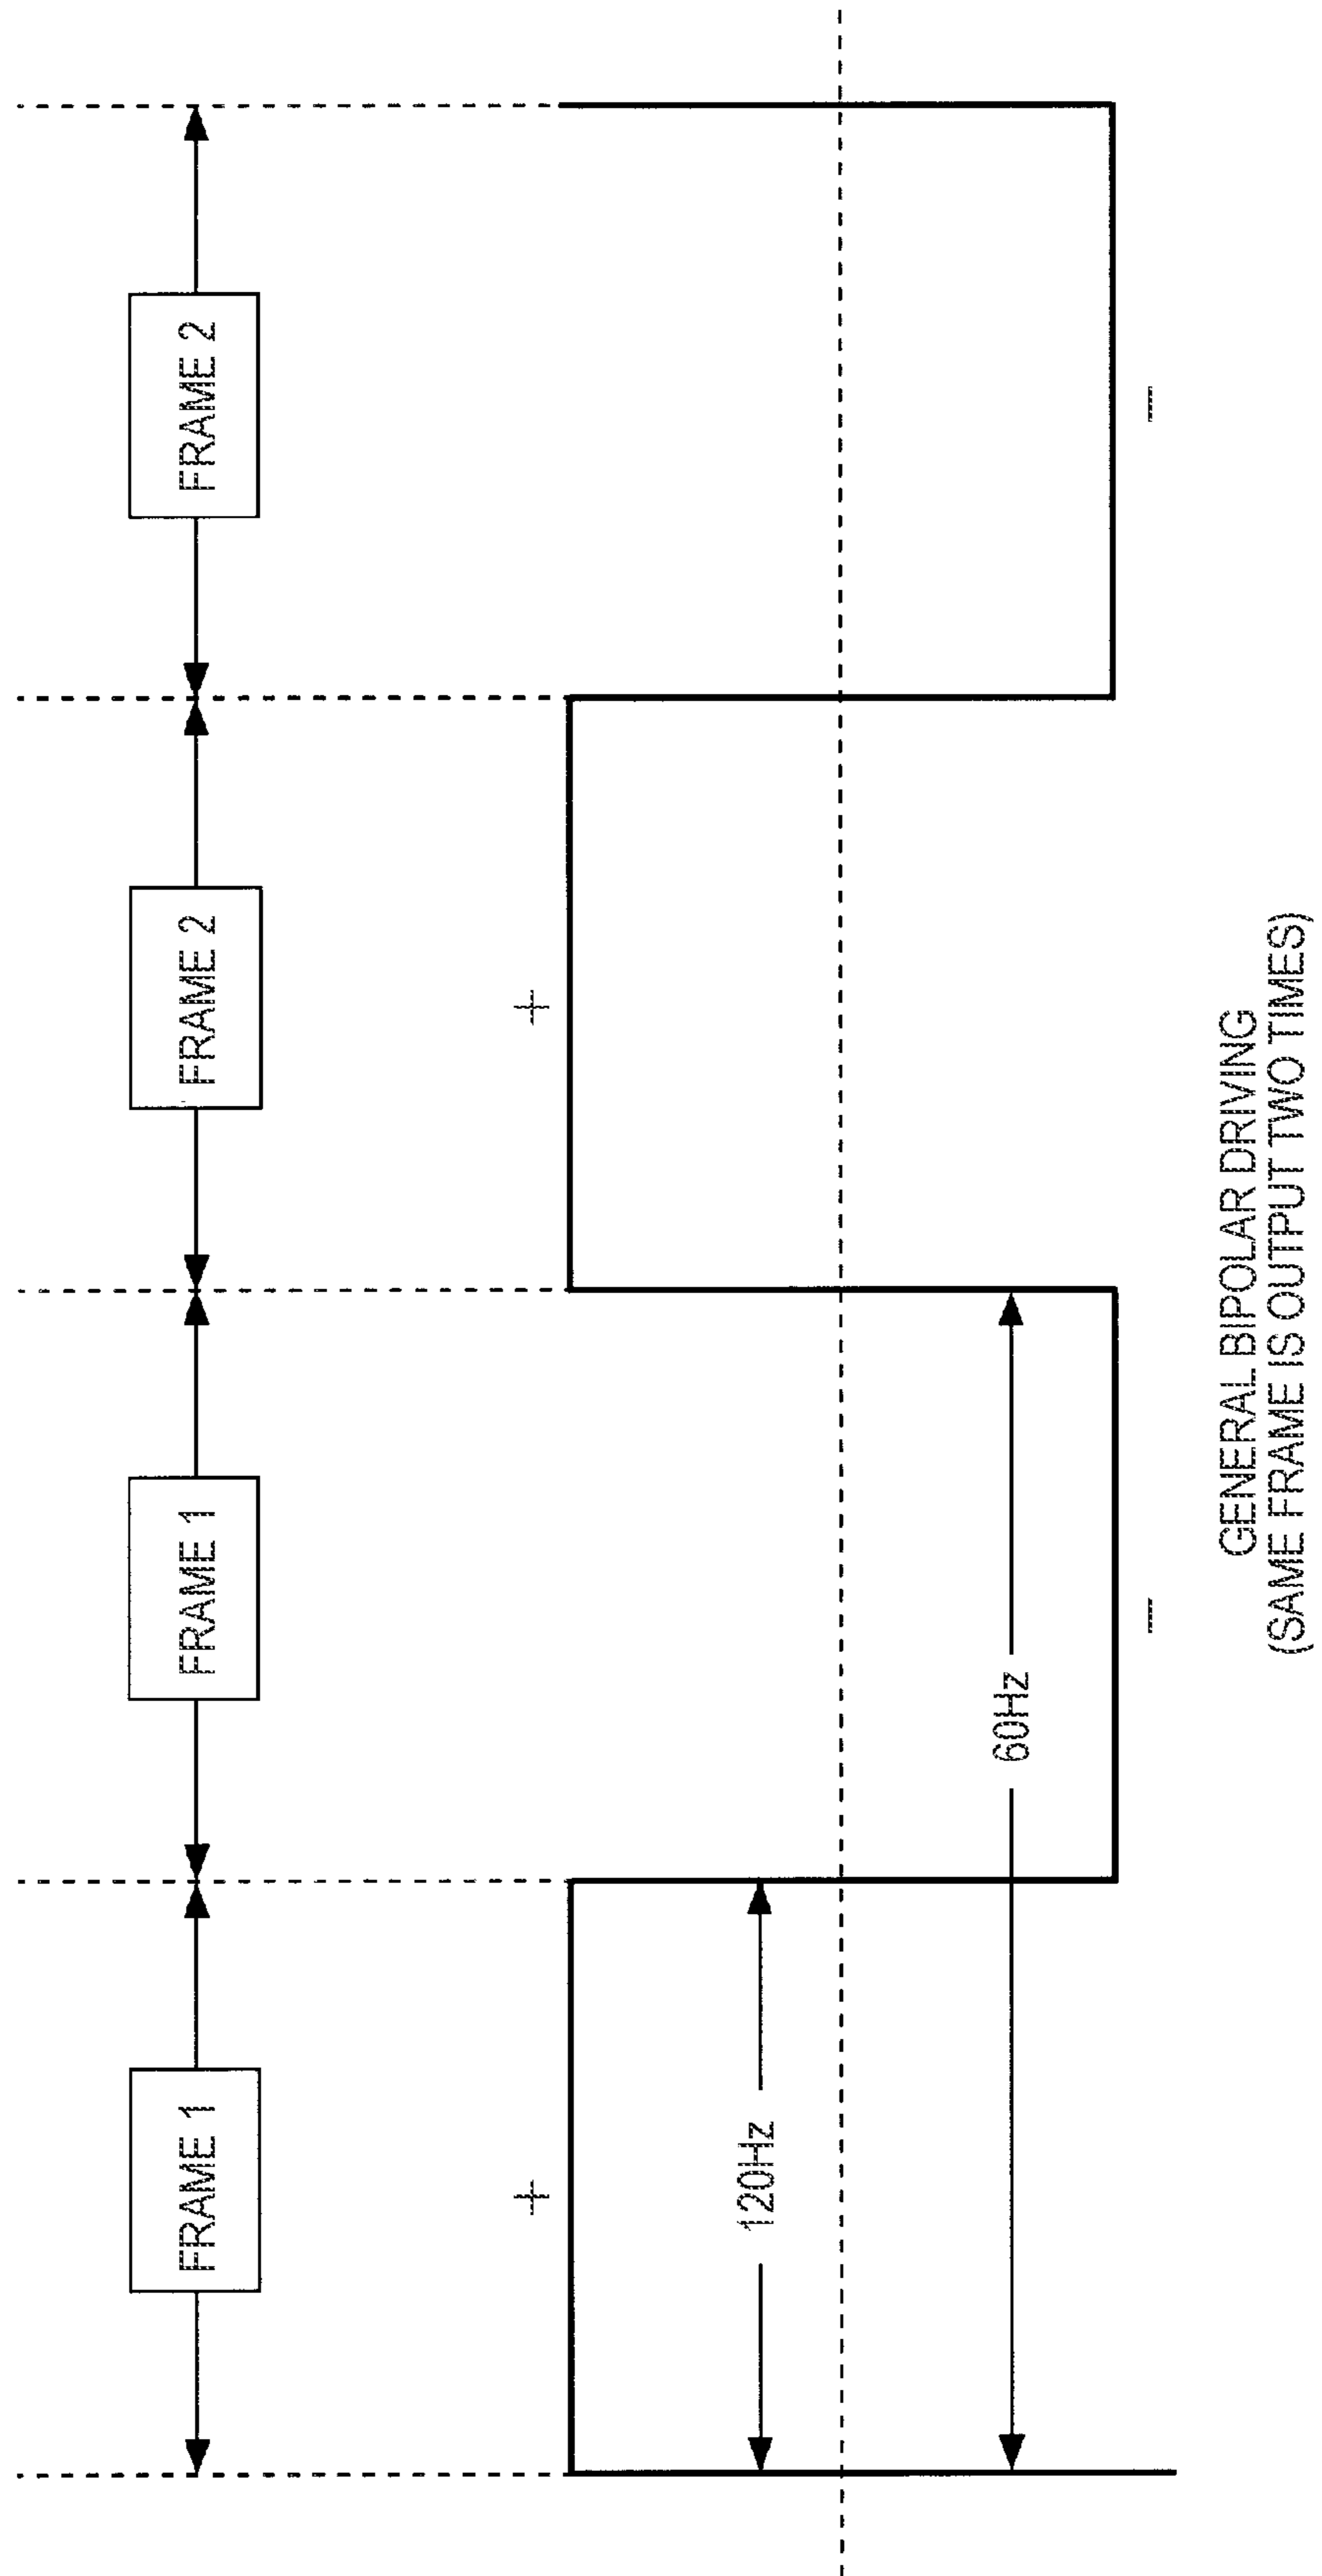 FRAME 1
FRAME 1
FRAME 2
FRAME 2
+
+
120Hz
60Hz
−
−
GENERAL BIPOLAR DRIVING
(SAME FRAME IS OUTPUT TWO TIMES)